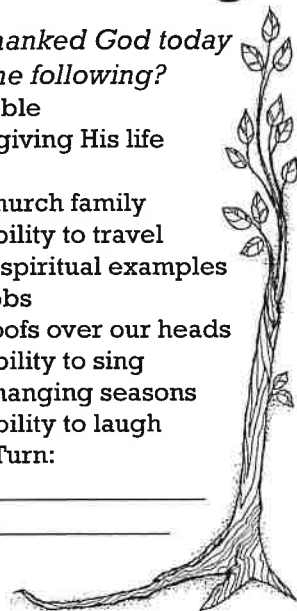 hanked God today
he following?
ble
giving His life
hurch family
bility to travel
spiritual examples
obs
oofs over our heads
bility to sing
hanging seasons
bility to laugh
Turn: